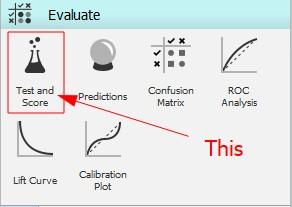 Evaluate
Test and
Score
Predictions
Confusion
Matrix
ROC
Analysis
This
Lift Curve
Calibration
Plot